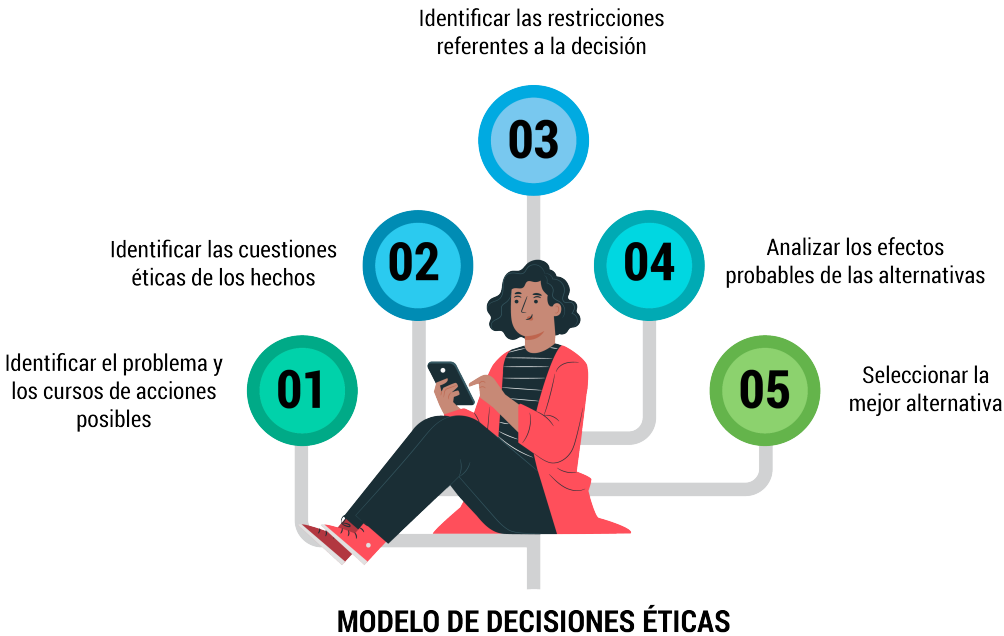 Identificar las restricciones
referentes a la decisión
03
Identificar las cuestiones
éticas de los hechos
02
04
Analizar los efectos
probables de las alternativas
Identificar el problema y
los cursos de acciones
posibles
01
05
Seleccionar la
mejor alternativa
MODELO DE DECISIONES ÉTICAS